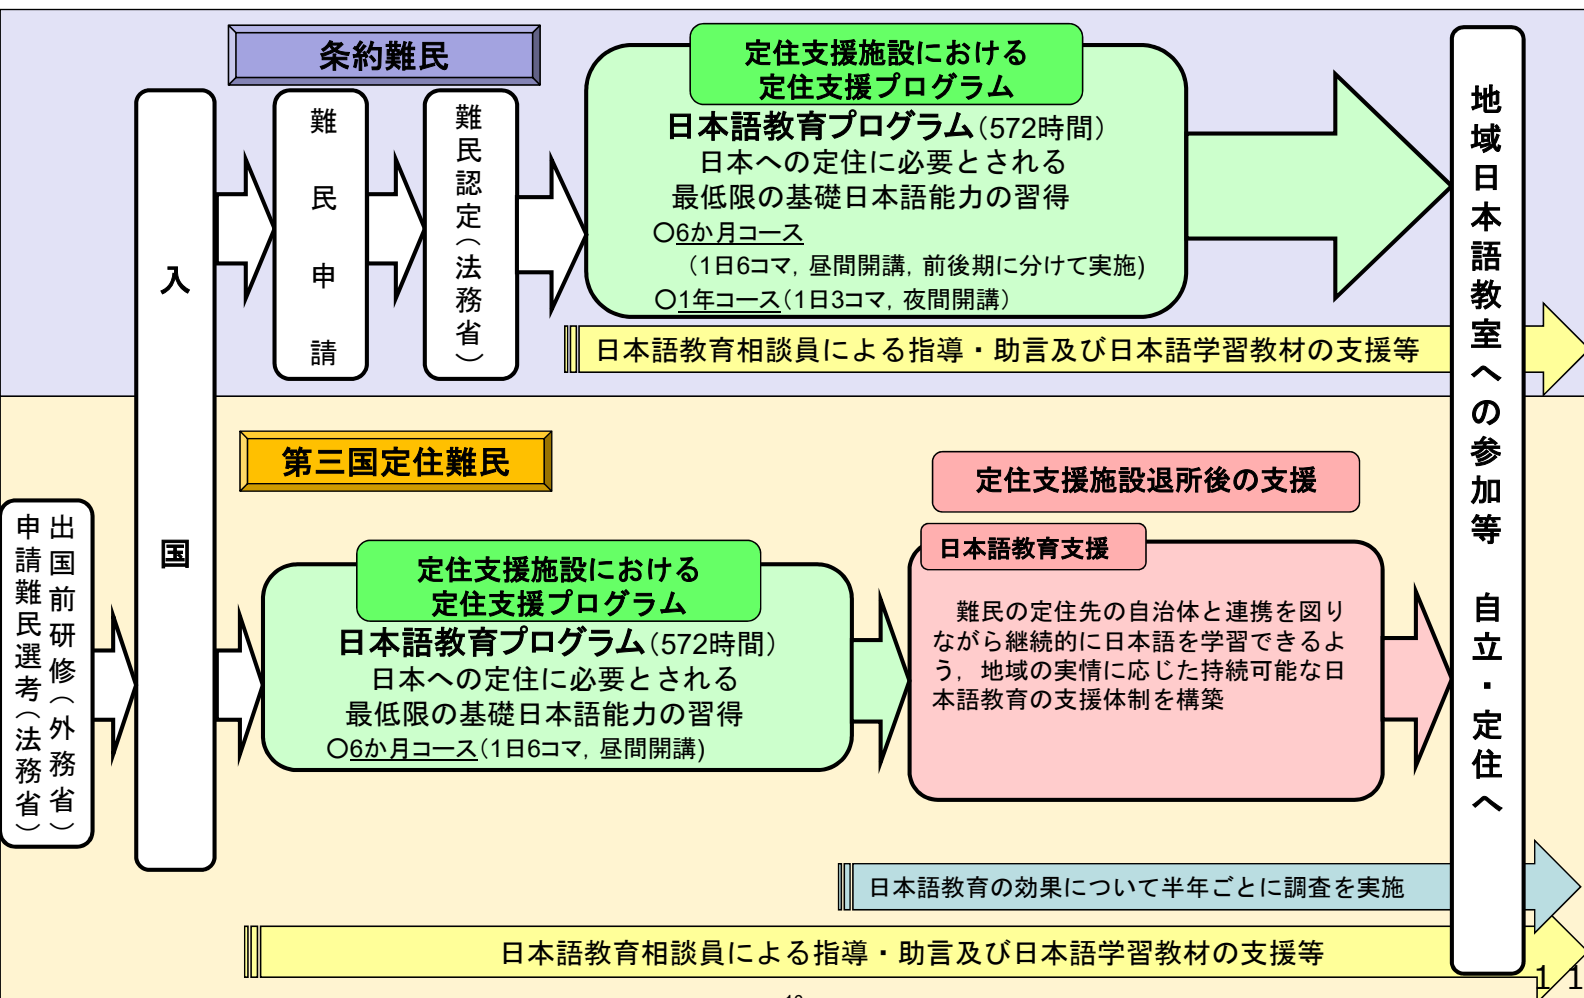 条約難民
定住支援施設における
定住支援プログラム
日本語教育プログラム（572時間）
日本への定住に必要とされる
最低限の基礎日本語能力の習得
○6か月コース
（1日6コマ，昼間開講，前後期に分けて実施）
○1年コース（1日3コマ，夜間開講）
難民申請
難民認定（法務省）
入国
日本語教育相談員による指導・助言及び日本語学習教材の支援等
地域日本語教室への参加等　自立・定住へ
第三国定住難民
出国前研修（外務省）
申請難民選考（法務省）
定住支援施設における
定住支援プログラム
日本語教育プログラム（572時間）
日本への定住に必要とされる
最低限の基礎日本語能力の習得
○6か月コース（1日6コマ，昼間開講）
定住支援施設退所後の支援
日本語教育支援
難民の定住先の自治体と連携を図り
ながら継続的に日本語を学習できるよ
う，地域の実情に応じた持続可能な日
本語教育の支援体制を構築
日本語教育の効果について半年ごとに調査を実施
日本語教育相談員による指導・助言及び日本語学習教材の支援等
11